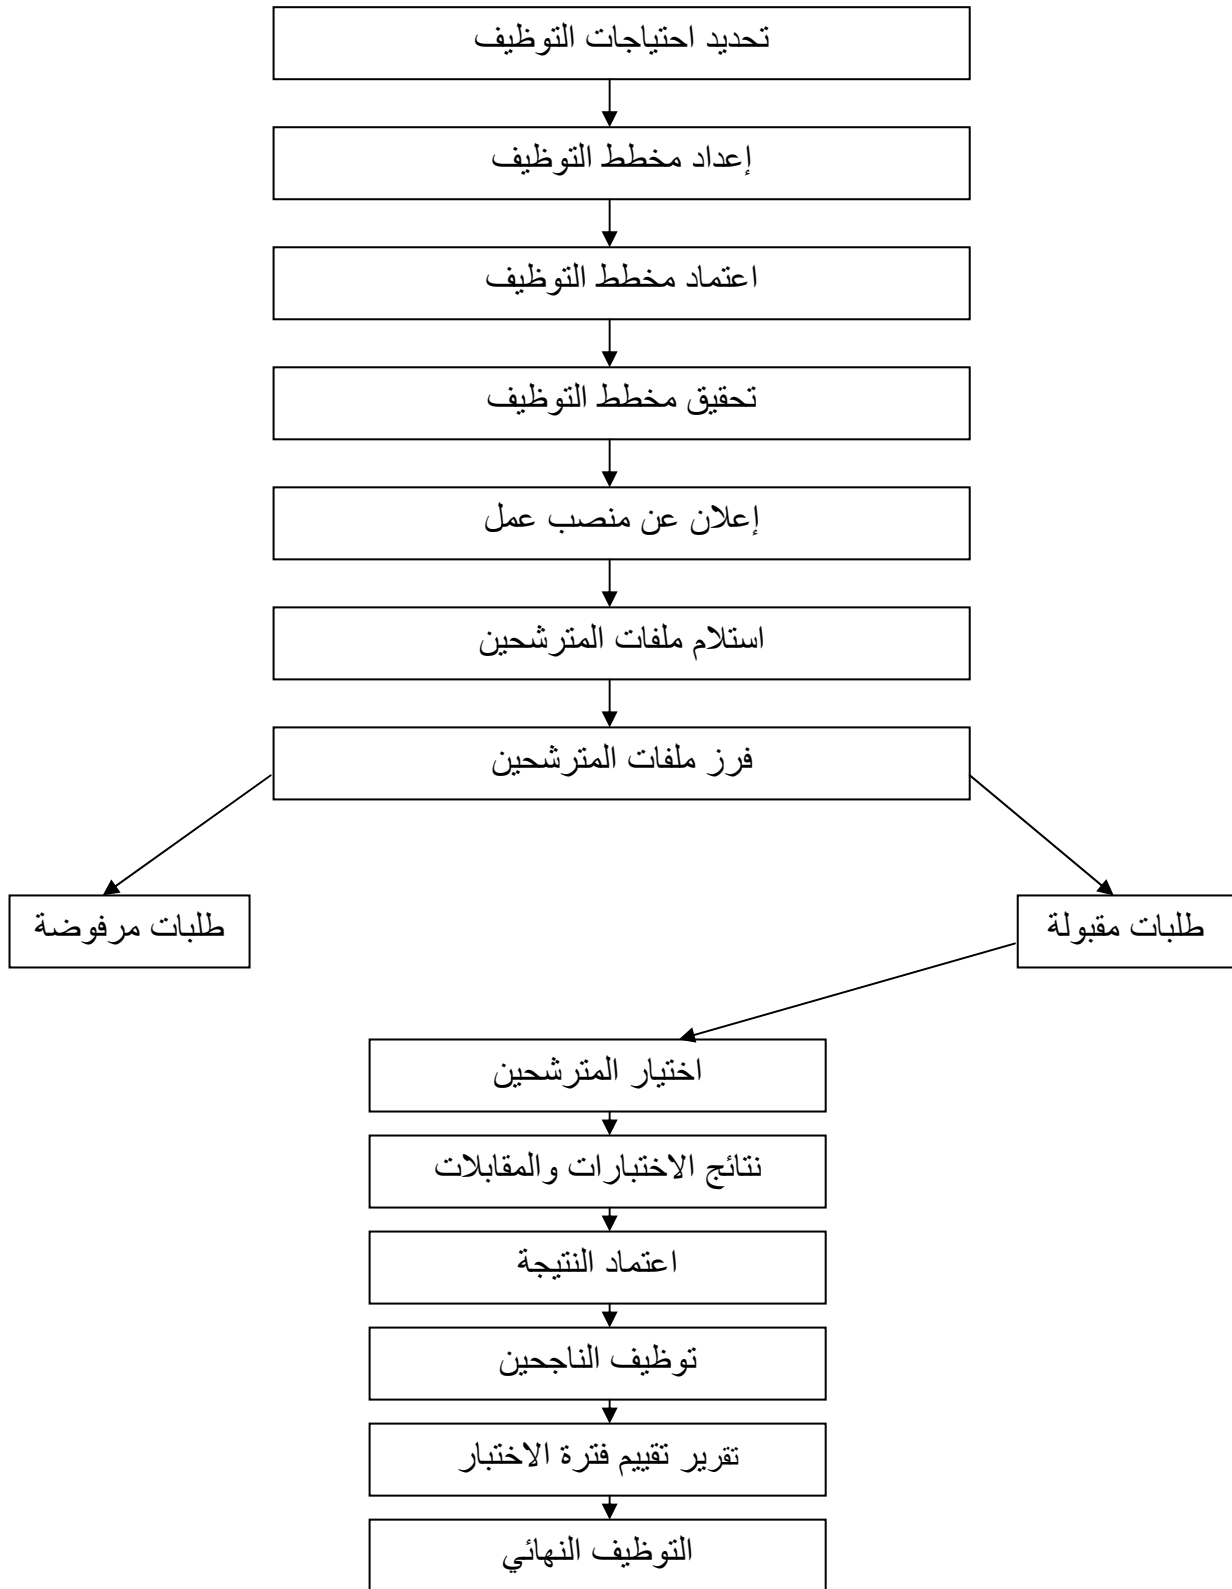 تحديد احتياجات التوظيف
إعداد مخطط التوظيف
اعتماد مخطط التوظيف
تحقيق مخطط التوظيف
إعلان عن منصب عمل
استلام ملفات المترشحين
فرز ملفات المترشحين
طلبات مقبولة
طلبات مرفوضة
اختيار المترشحين
نتائج الاختبارات والمقابلات
اعتماد النتيجة
توظيف الناجحين
تقرير تقييم فترة الاختبار
التوظيف النهائي